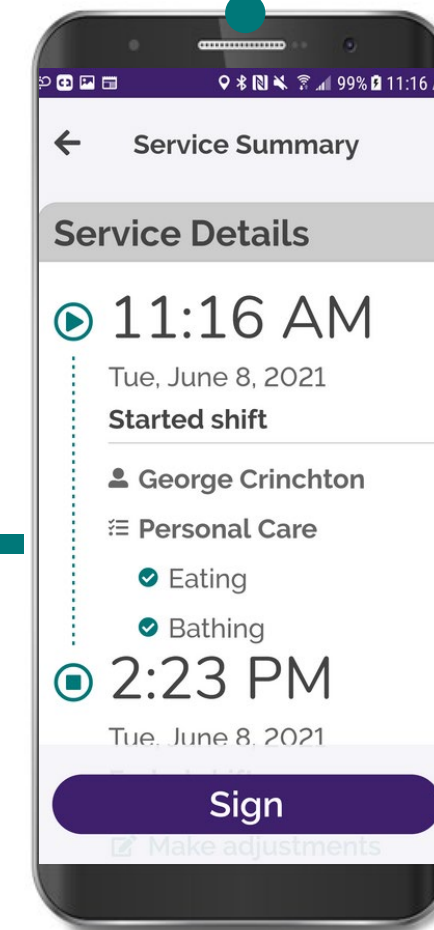 99% 11:16
Service Summary
Service Details
11:16 AM
Tue, June 8, 2021
Started shift
George Crinchton
Personal Care
Eating
Bathing
2:23 PM
Tue, June 8, 2021
Sign
Make adjustments